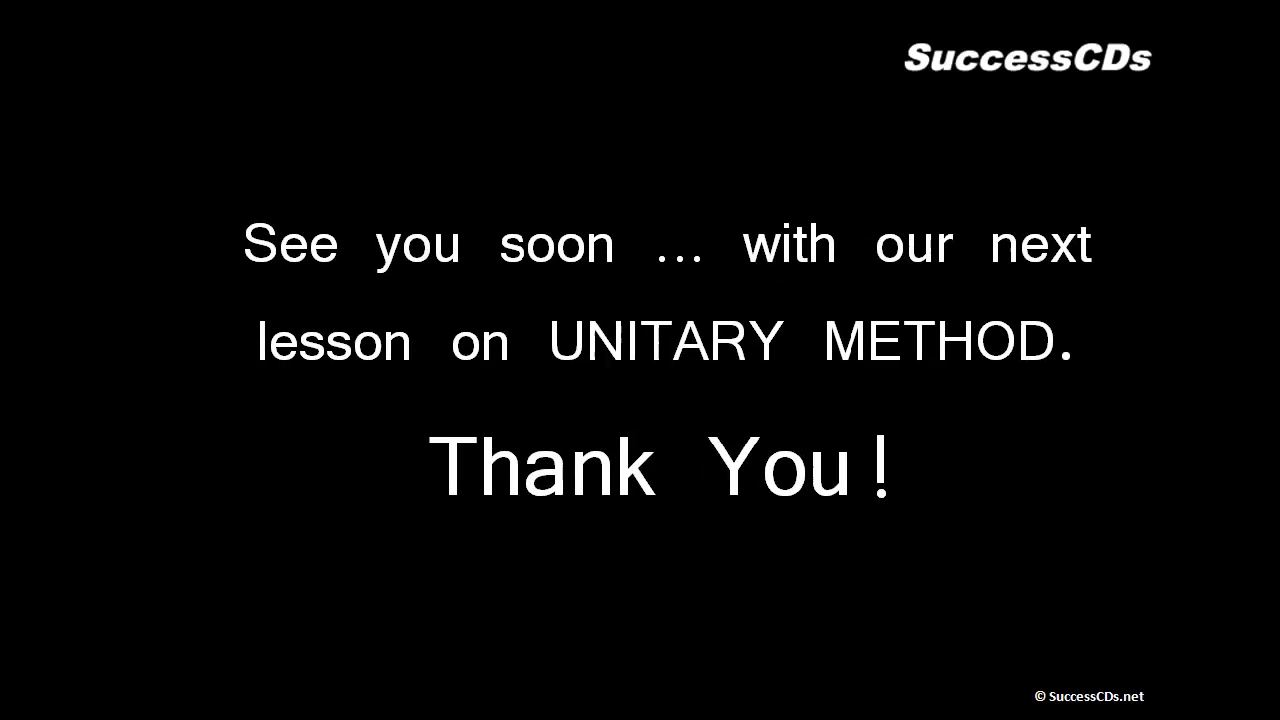 SuccessCDs
See you soon ... with our next
lesson on UNITARY METHOD.
Thank You!
© SuccessCDs.net